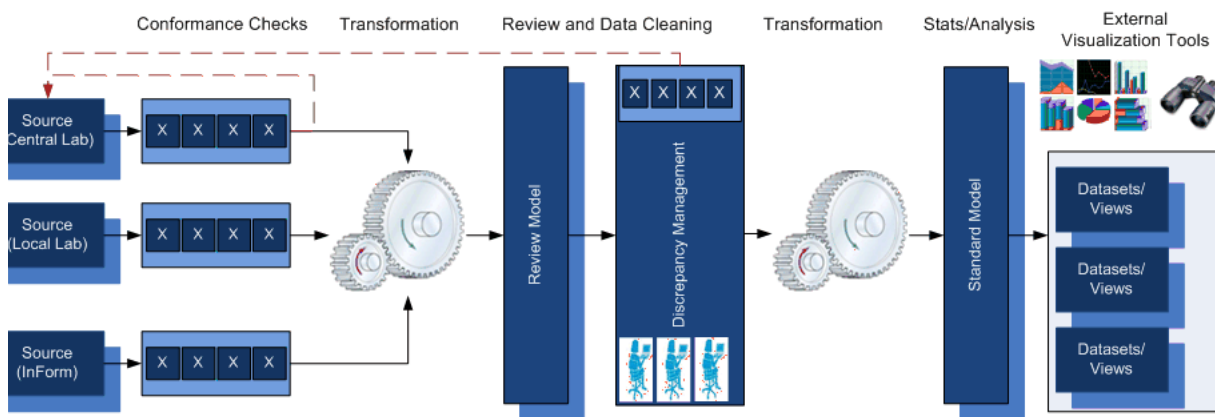 Conformance Checks
Transformation
Review and Data Cleaning
Transformation
Stats/Analysis
External
Visualization Tools
Source
Central Lab)
X X X X
Source
(Local Lab)
X X X X
Source
(InForm)
X X X X
Review Model
X X X X
Discrepancy Management
Standard Model
Datasets/
Views
Datasets/
Views
Datasets/
Views